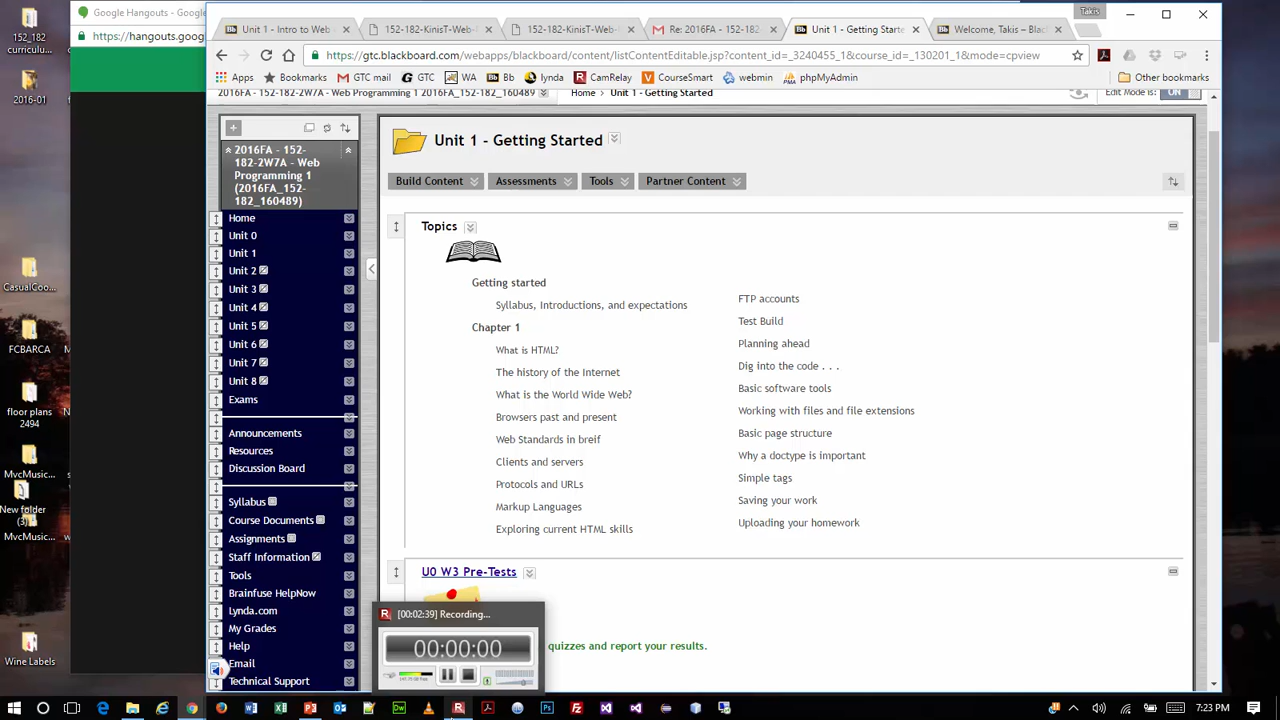 Google Hangouts - Goog
https://hangouts.goog
Unit 1 - Intro to Web
152-182-KinisT-Web-
152-182-KinisT-Web-
Re: 2016FA - 152-182-
Unit 1 - Getting Starte
Welcome, Takis – Blac
Takis
https://gtc.blackboard.com/webapps/blackboard/content/listContentEditable.jsp?content_id=_3240455_1&course_id=_130201_1&mode=cpview
Apps
Bookmarks
GTC mail
GTC
WA
Bb
lynda
CamRelay
CourseSmart
webmin
phpMyAdmin
Other bookmarks
2016FA - 152-182-2W7A - Web Programming 1 2016FA_152-182_160489
Home > Unit 1 - Getting Started
Edit Mode is: ON
2016FA - 152-
182-2W7A - Web
Programming 1
(2016FA_152-
182_160489)
Home
Unit 0
Unit 1
Unit 2
Unit 3
Unit 4
Unit 5
Unit 6
Unit 7
Unit 8
Exams
Announcements
Resources
Discussion Board
Syllabus
Course Documents
Assignments
Staff Information
Tools
Brainfuse HelpNow
Lynda.com
My Grades
Help
Email
Technical Support
Unit 1 - Getting Started
Build Content
Assessments
Tools
Partner Content
Topics
Getting started
Syllabus, Introductions, and expectations
Chapter 1
What is HTML?
The history of the Internet
What is the World Wide Web?
Browsers past and present
Web Standards in breif
Clients and servers
Protocols and URLs
Markup Languages
Exploring current HTML skills
FTP accounts
Test Build
Planning ahead
Dig into the code . . .
Basic software tools
Working with files and file extensions
Basic page structure
Why a doctype is important
Simple tags
Saving your work
Uploading your homework
U0 W3 Pre-Tests
quizzes and report your results.
[00:02:39] Recording...
00:00:00
152_182
curriculu...
2016-01
CasualCoo...
FCBARCA
floor plans
2494
MvcMusic...
New folder
MvcMusic...
Wine Labels
7:23 PM